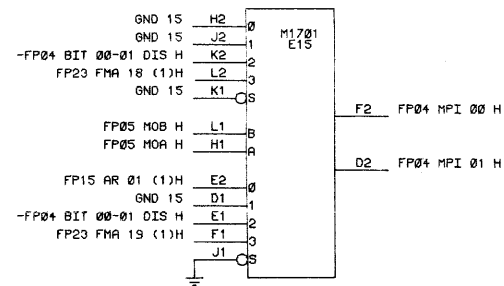 GND 15 H2 0
M1701
E15
GND 15 J2 1
-FP04 BIT 00-01 DIS H K2 2
FP23 FMA 18 (1)H L2 3
GND 15 K1 S
F2 FP04 MPI 00 H
FP05 MOB H L1 B
FP05 MOA H H1 A
D2 FP04 MPI 01 H
FP15 AR 01 (1)H E2 0
GND 15 D1 1
-FP04 BIT 00-01 DIS H E1 2
FP23 FMA 19 (1)H F1 3
J1 S